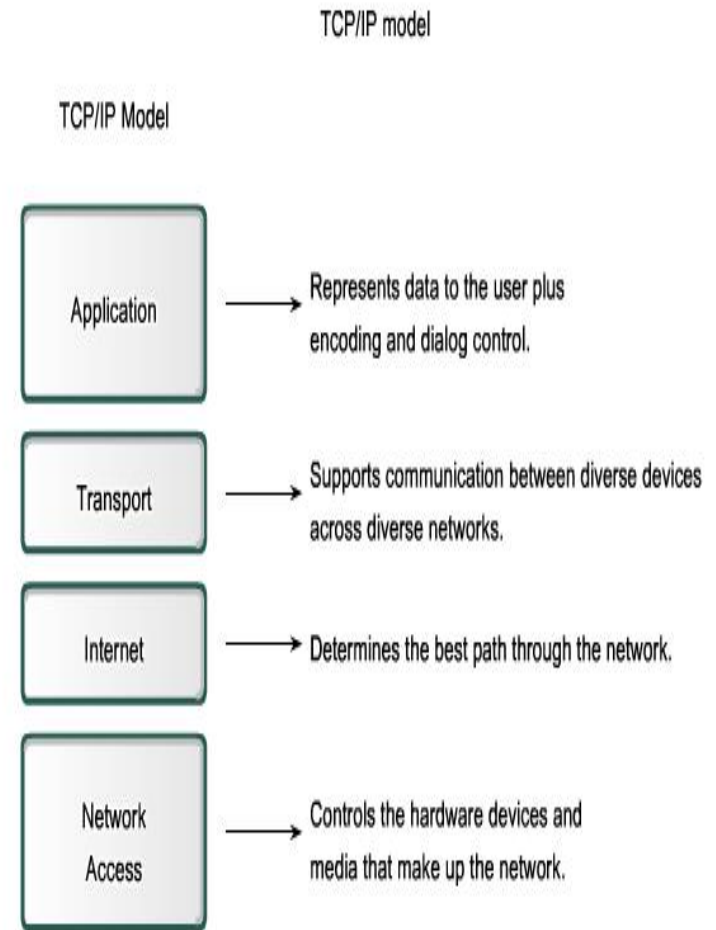 TCP/IP model
TCP/IP Model
Application
Represents data to the user plus
encoding and dialog control.
Transport
Supports communication between diverse devices
across diverse networks.
Internet
Determines the best path through the network.
Network
Access
Controls the hardware devices and
media that make up the network.